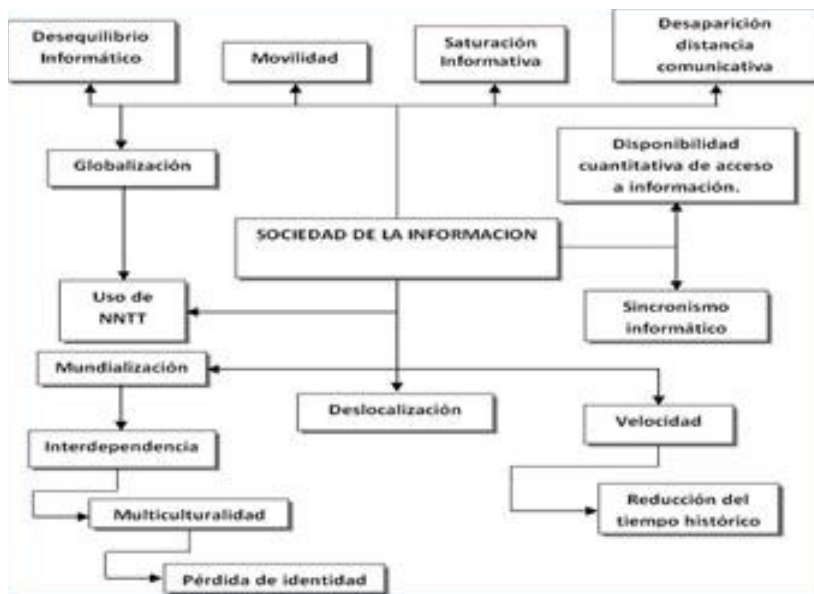 Desequilibrio
Informático
Movilidad
Saturación
Informativa
Desaparición
distancia
comunicativa
Globalización
Disponibilidad
cuantitativa de acceso
a información.
SOCIEDAD DE LA INFORMACION
Uso de
NNTT
Sincronismo
informático
Mundialización
Deslocalización
Velocidad
Interdependencia
Reducción del
tiempo histórico
Multiculturalidad
Pérdida de identidad